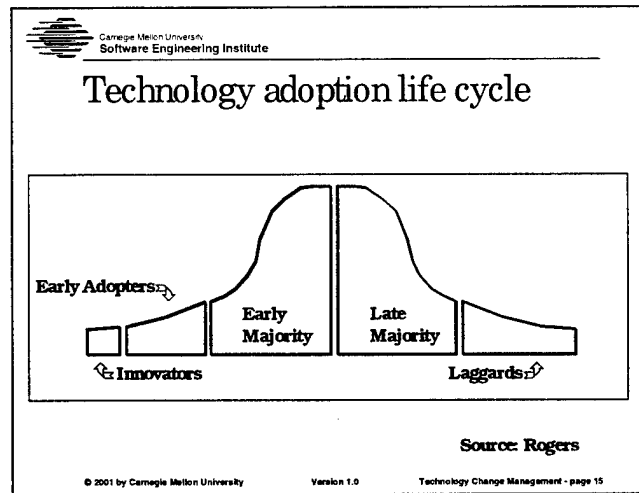 Carnegie Mellon University
Software Engineering Institute
Technology adoption life cycle
Early Adopters
Early
Majority
Late
Majority
Innovators
Laggards
Source: Rogers
© 2001 by Carnegie Mellon University Version 1.0 Technology Change Management - page 15